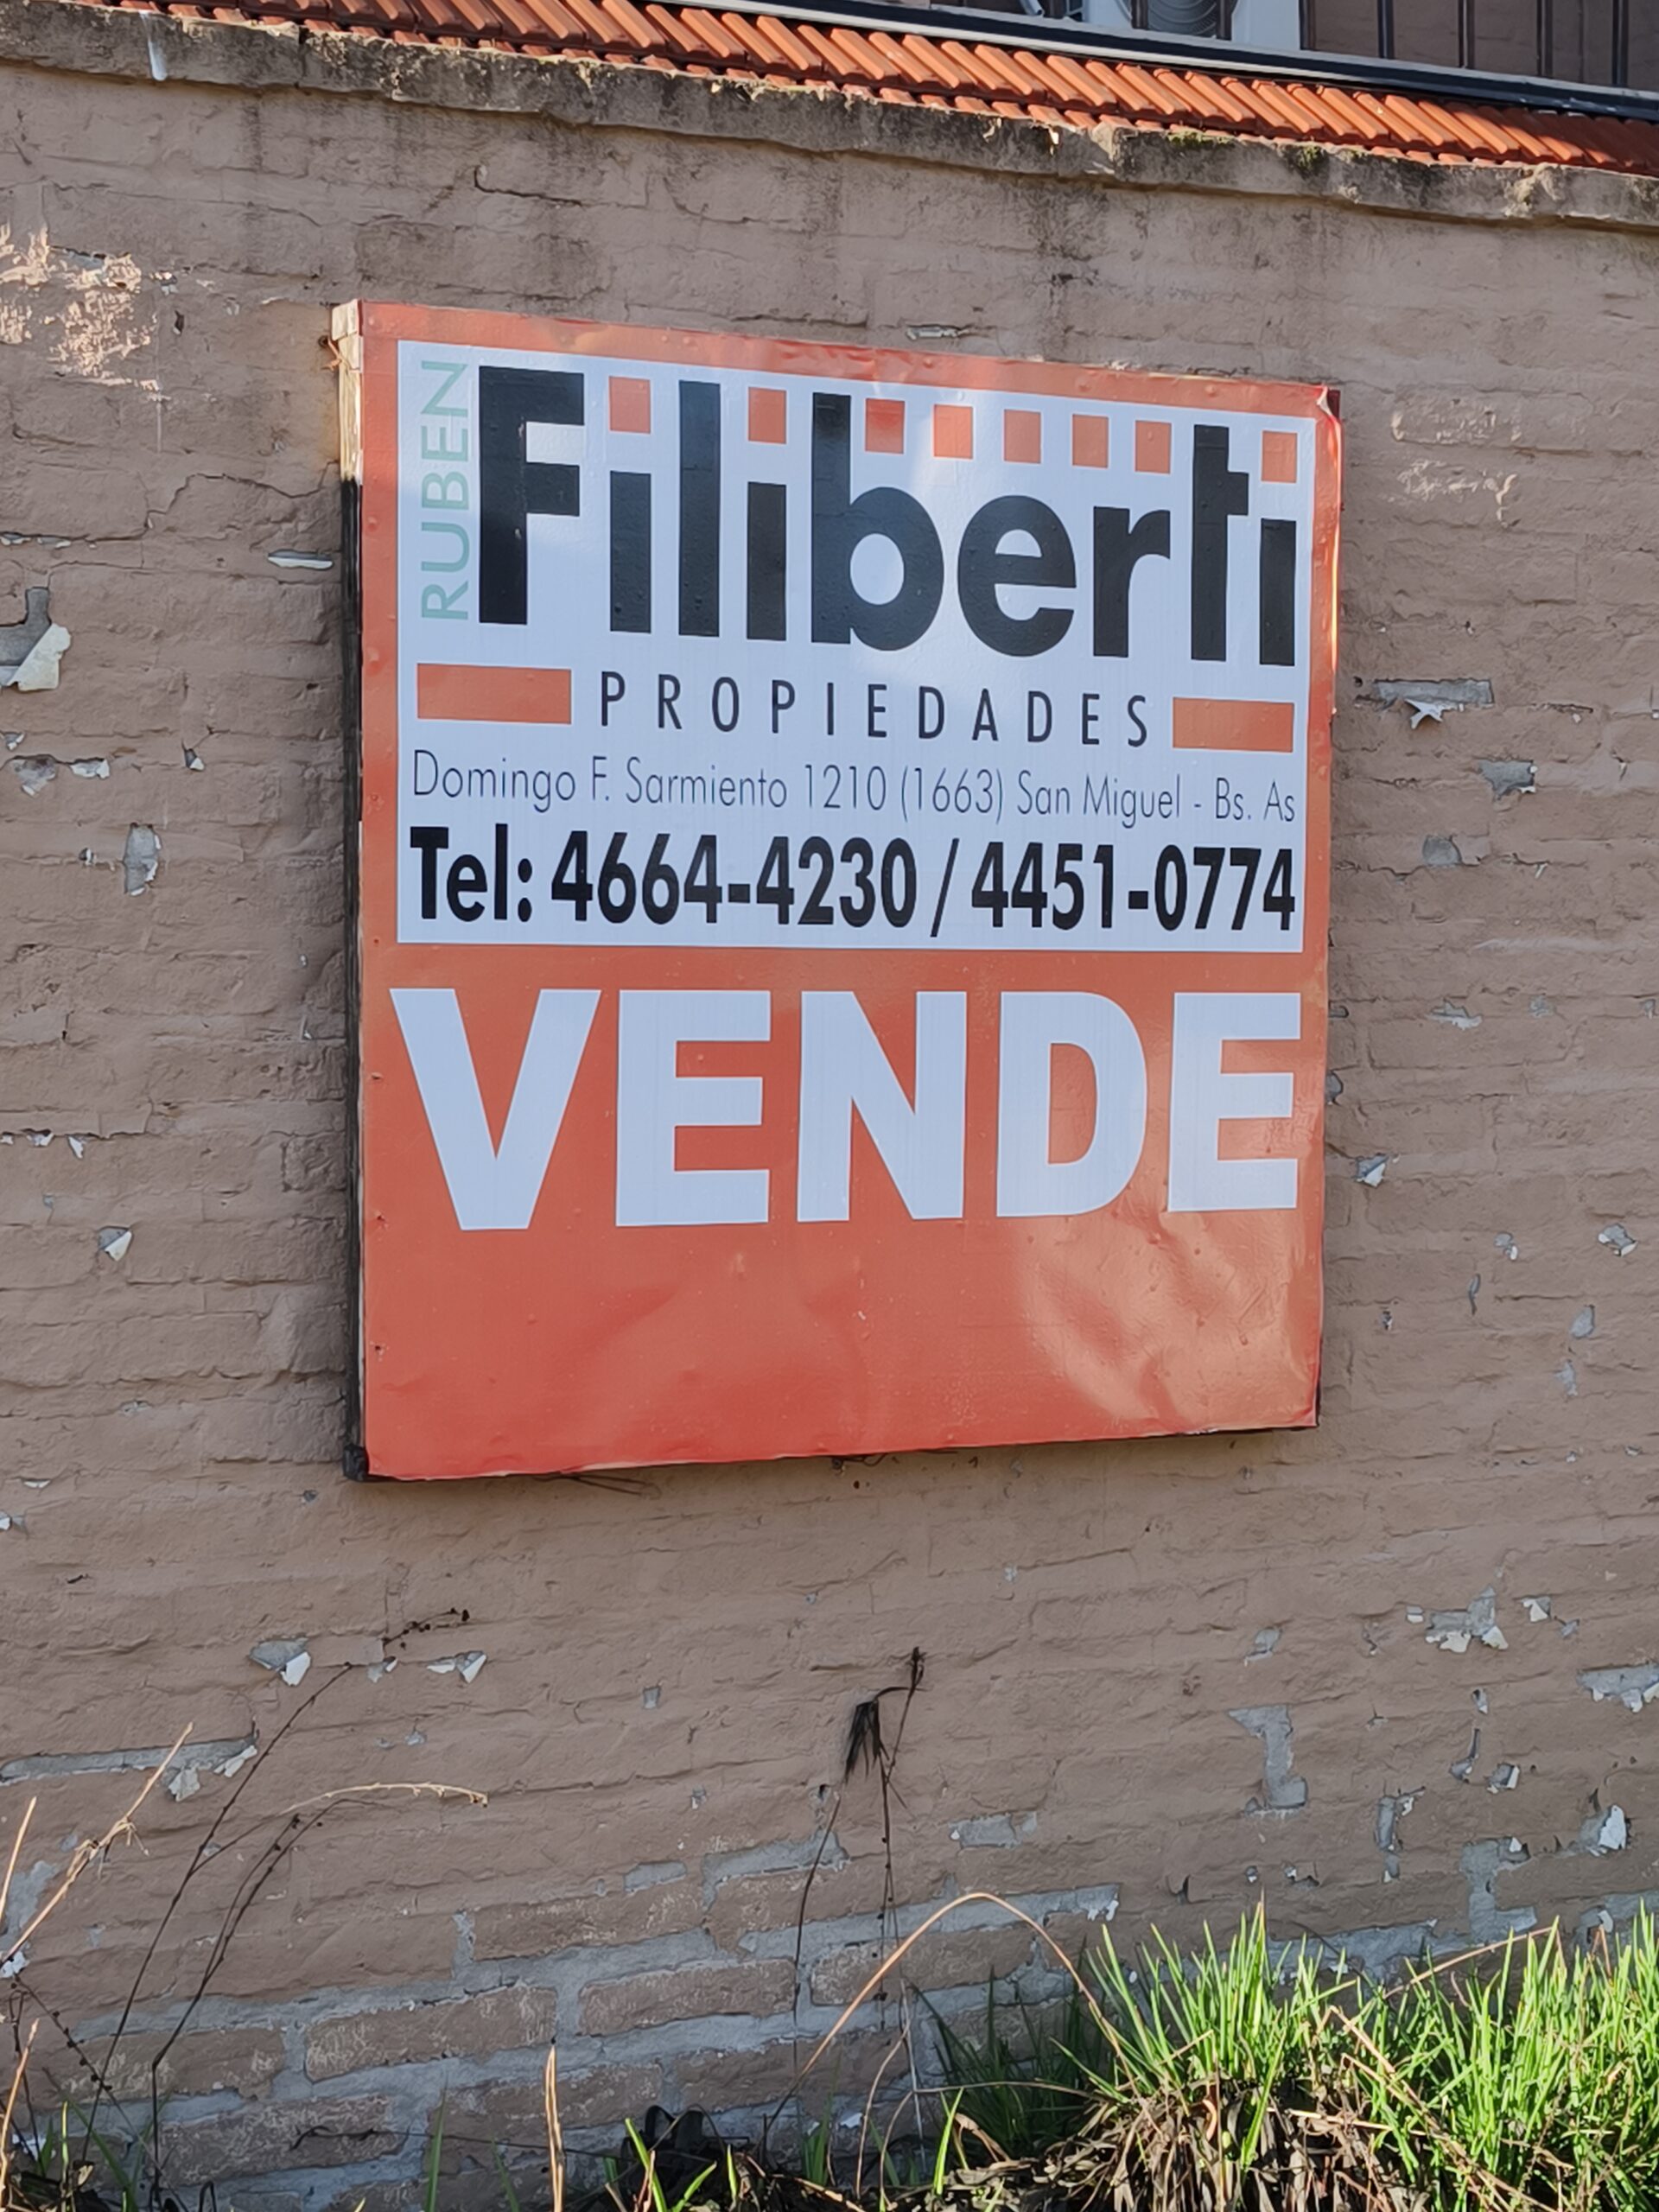 RUBEN
Filiberti
PROPIEDADES
Domingo F. Sarmiento 1210 (1663) San Miguel - Bs. As
Tel: 4664-4230 / 4451-0774
VENDE